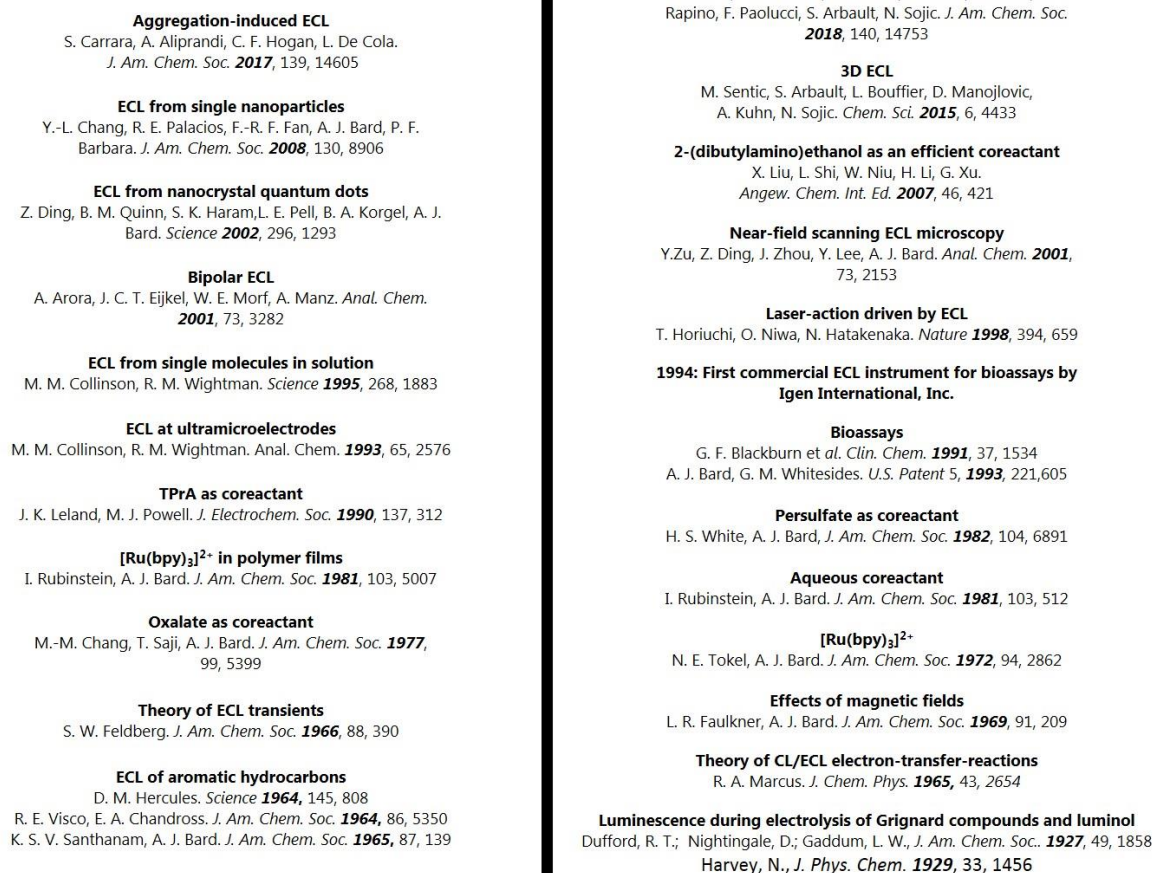 Aggregation-induced ECL
S. Carrara, A. Aliprandi, C. F. Hogan, L. De Cola.
J. Am. Chem. Soc. 2017, 139, 14605
ECL from single nanoparticles
Y.-L. Chang, R. E. Palacios, F.-R. F. Fan, A. J. Bard, P. F.
Barbara. J. Am. Chem. Soc. 2008, 130, 8906
ECL from nanocrystal quantum dots
Z. Ding, B. M. Quinn, S. K. Haram,L. E. Pell, B. A. Korgel, A. J.
Bard. Science 2002, 296, 1293
Bipolar ECL
A. Arora, J. C. T. Eijkel, W. E. Morf, A. Manz. Anal. Chem.
2001, 73, 3282
ECL from single molecules in solution
M. M. Collinson, R. M. Wightman. Science 1995, 268, 1883
ECL at ultramicroelectrodes
M. M. Collinson, R. M. Wightman. Anal. Chem. 1993, 65, 2576
TPrA as coreactant
J. K. Leland, M. J. Powell. J. Electrochem. Soc. 1990, 137, 312
[Ru(bpy)₃]²⁺ in polymer films
I. Rubinstein, A. J. Bard. J. Am. Chem. Soc. 1981, 103, 5007
Oxalate as coreactant
M.-M. Chang, T. Saji, A. J. Bard. J. Am. Chem. Soc. 1977,
99, 5399
Theory of ECL transients
S. W. Feldberg. J. Am. Chem. Soc. 1966, 88, 390
ECL of aromatic hydrocarbons
D. M. Hercules. Science 1964, 145, 808
R. E. Visco, E. A. Chandross. J. Am. Chem. Soc. 1964, 86, 5350
K. S. V. Santhanam, A. J. Bard. J. Am. Chem. Soc. 1965, 87, 139
Rapino, F. Paolucci, S. Arbault, N. Sojic. J. Am. Chem. Soc.
2018, 140, 14753
3D ECL
M. Sentic, S. Arbault, L. Bouffier, D. Manojlovic,
A. Kuhn, N. Sojic. Chem. Sci. 2015, 6, 4433
2-(dibutylamino)ethanol as an efficient coreactant
X. Liu, L. Shi, W. Niu, H. Li, G. Xu.
Angew. Chem. Int. Ed. 2007, 46, 421
Near-field scanning ECL microscopy
Y.Zu, Z. Ding, J. Zhou, Y. Lee, A. J. Bard. Anal. Chem. 2001,
73, 2153
Laser-action driven by ECL
T. Horiuchi, O. Niwa, N. Hatakenaka. Nature 1998, 394, 659
1994: First commercial ECL instrument for bioassays by
Igen International, Inc.
Bioassays
G. F. Blackburn et al. Clin. Chem. 1991, 37, 1534
A. J. Bard, G. M. Whitesides. U.S. Patent 5, 1993, 221,605
Persulfate as coreactant
H. S. White, A. J. Bard, J. Am. Chem. Soc. 1982, 104, 6891
Aqueous coreactant
I. Rubinstein, A. J. Bard. J. Am. Chem. Soc. 1981, 103, 512
[Ru(bpy)₃]²⁺
N. E. Tokel, A. J. Bard. J. Am. Chem. Soc. 1972, 94, 2862
Effects of magnetic fields
L. R. Faulkner, A. J. Bard. J. Am. Chem. Soc. 1969, 91, 209
Theory of CL/ECL electron-transfer-reactions
R. A. Marcus. J. Chem. Phys. 1965, 43, 2654
Luminescence during electrolysis of Grignard compounds and luminol
Dufford, R. T.; Nightingale, D.; Gaddum, L. W., J. Am. Chem. Soc.. 1927, 49, 1858
Harvey, N., J. Phys. Chem. 1929, 33, 1456